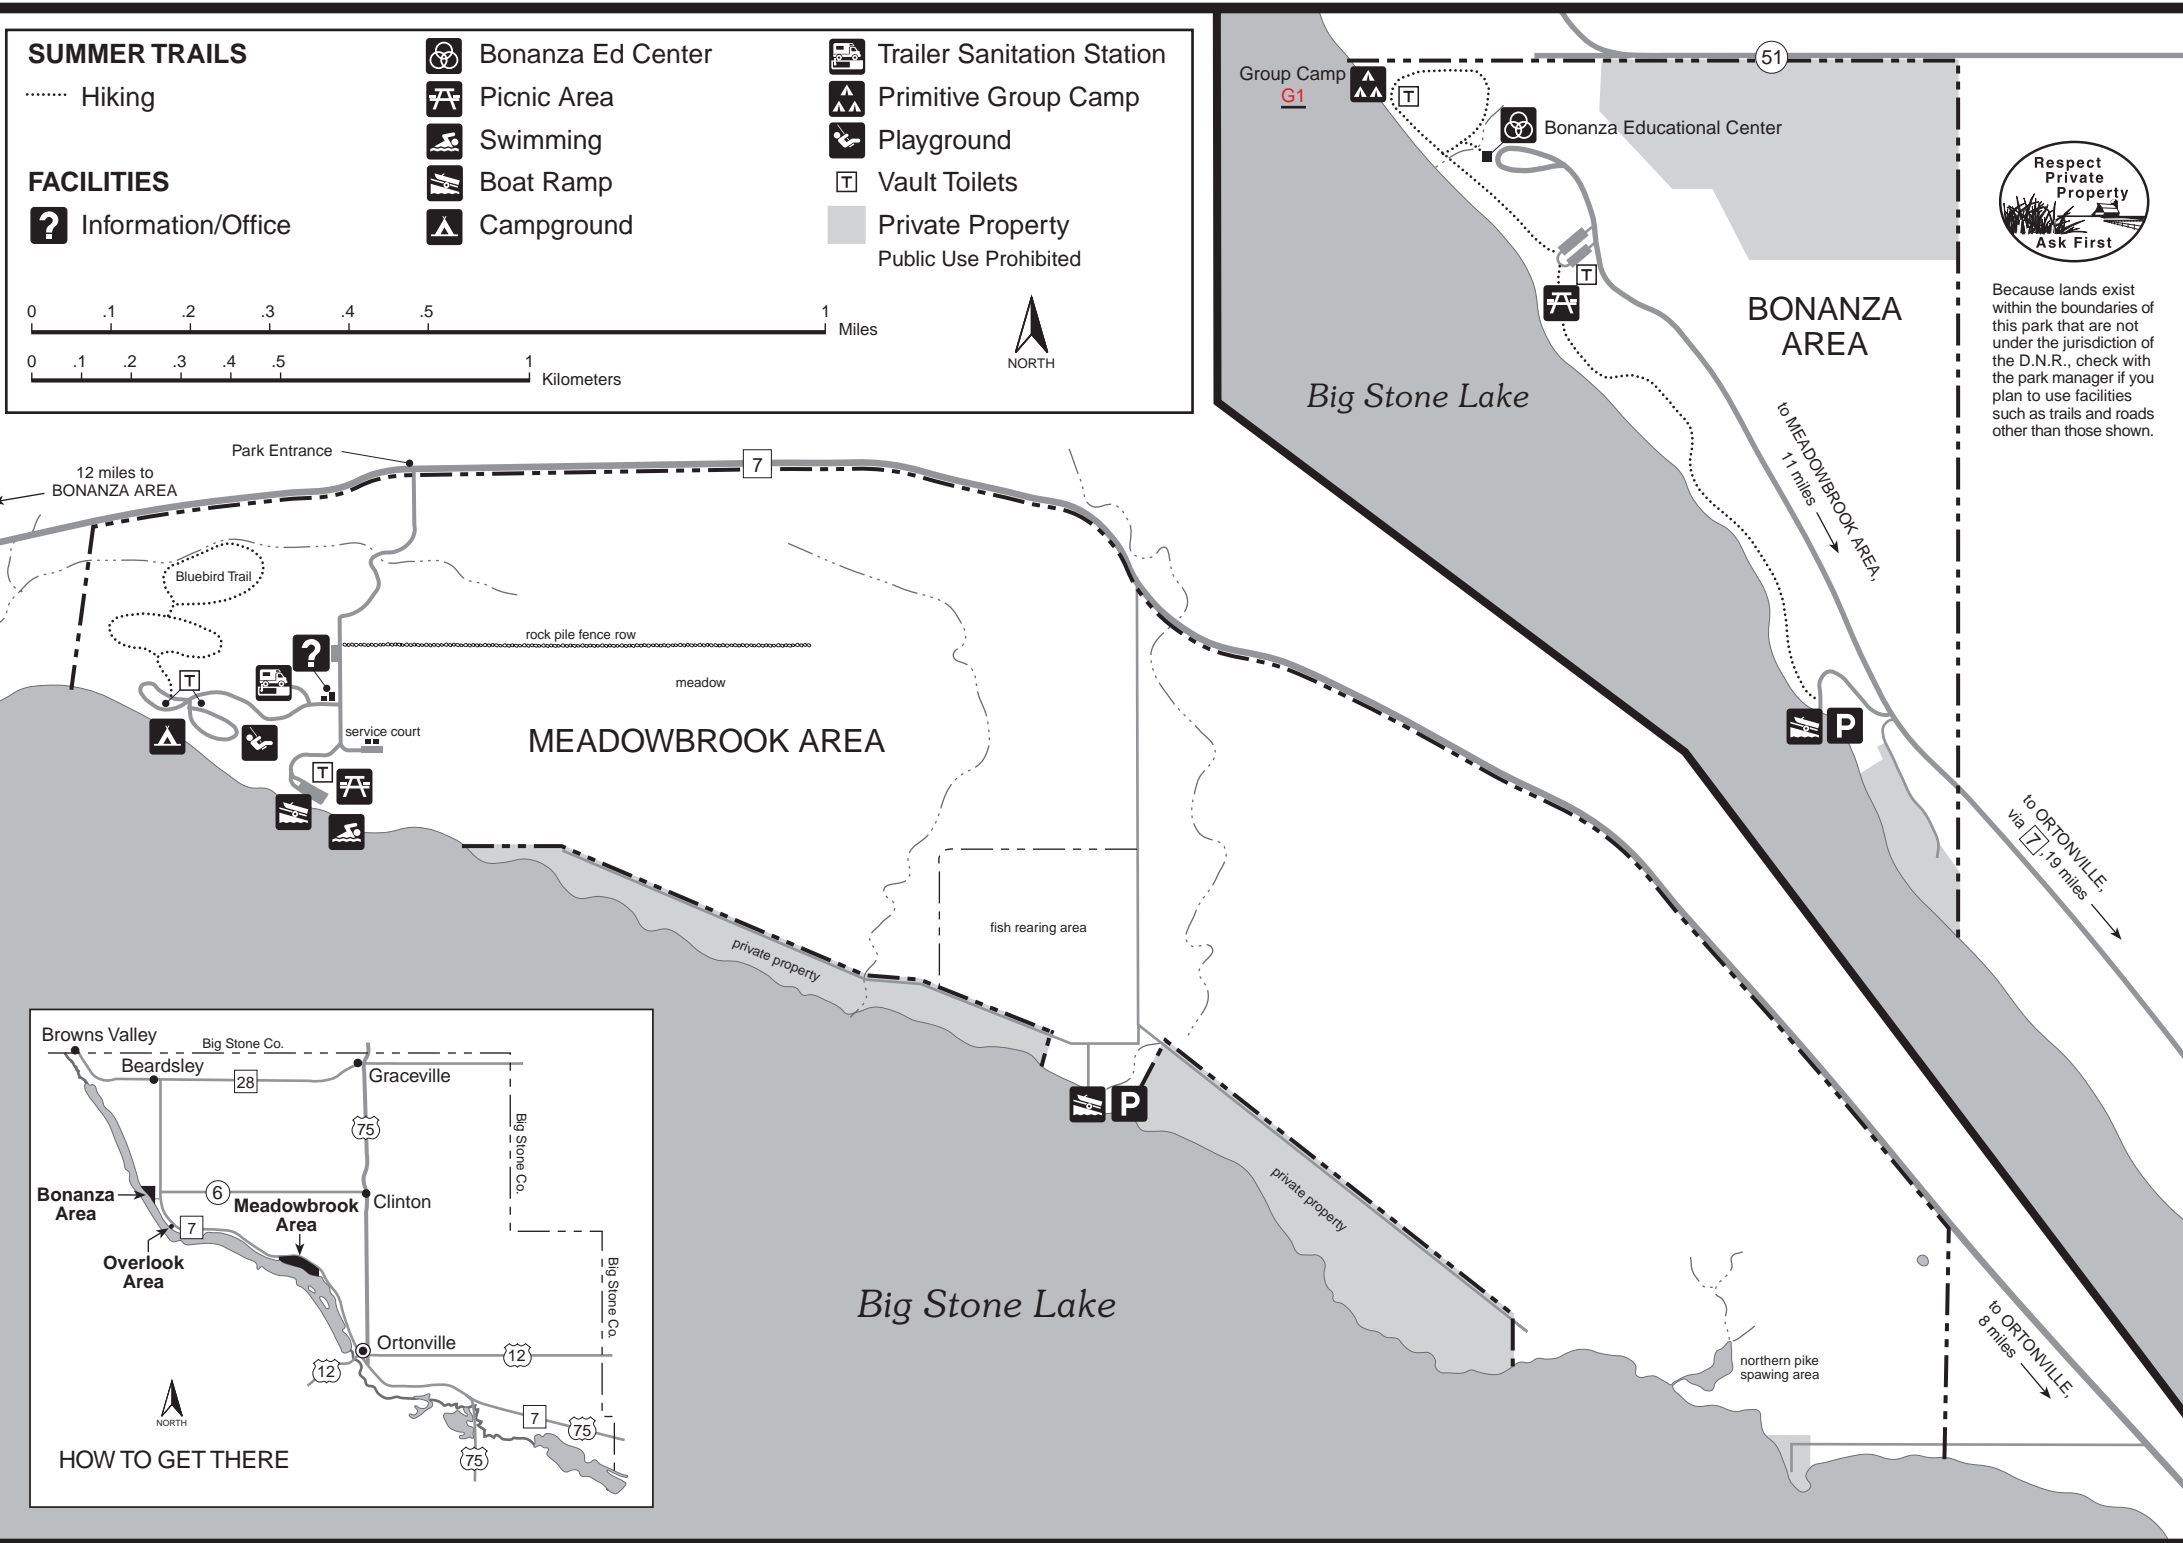 SUMMER TRAILS
Hiking
FACILITIES
?
Information/Office
Bonanza Ed Center
Picnic Area
Swimming
Boat Ramp
Campground
Trailer Sanitation Station
Primitive Group Camp
Playground
T
Vault Toilets
Private Property
Public Use Prohibited
0 .1 .2 .3 .4 .5 1
Miles
0 .1 .2 .3 .4 .5 1
Kilometers
NORTH
Group Camp
G1
T
51
Bonanza Educational Center
T
BONANZA
AREA
Big Stone Lake
to MEADOWBROOK AREA,
11 miles
P
to ORTONVILLE,
via 7, 19 miles
Respect
Private
Property
Ask First
Because lands exist
within the boundaries of
this park that are not
under the jurisdiction of
the D.N.R., check with
the park manager if you
plan to use facilities
such as trails and roads
other than those shown.
Park Entrance
12 miles to
BONANZA AREA
7
Bluebird Trail
rock pile fence row
?
meadow
T
MEADOWBROOK AREA
service court
T
private property
fish rearing area
P
private property
Big Stone Lake
northern pike
spawing area
to ORTONVILLE,
8 miles
Browns Valley
Big Stone Co.
Beardsley
28
Graceville
75
Big Stone Co.
Bonanza
Area
6
Meadowbrook
Area
Clinton
7
Overlook
Area
Big Stone Co.
Ortonville
12
12
7
75
75
NORTH
HOW TO GET THERE